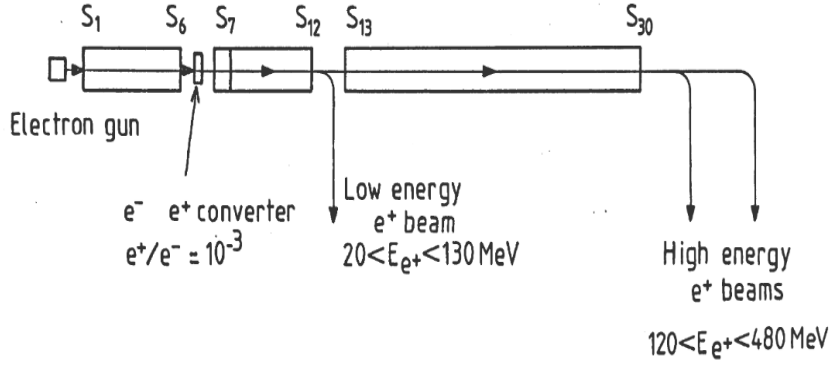 S₁ S₆ S₇ S₁₂ S₁₃ S₃₀
Electron gun
e⁻ e⁺ converter
e⁺/e⁻ = 10⁻³
Low energy
e⁺ beam
20<Eₑ₊<130 MeV
High energy
e⁺ beams
120<Eₑ₊<480 MeV